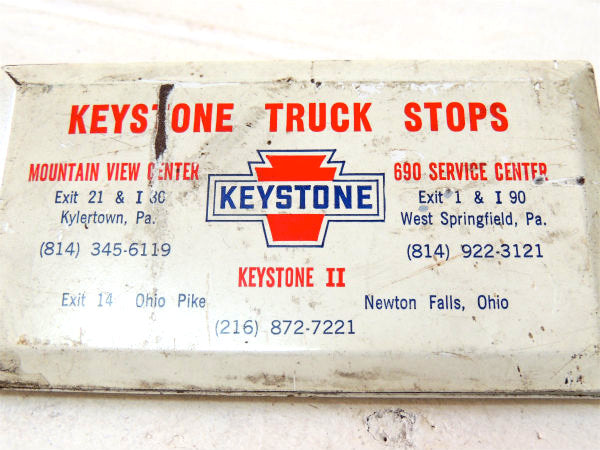 KEYSTONE TRUCK STOPS
MOUNTAIN VIEW CENTER
Exit 21 & I 80
Kylertown, Pa.
(814) 345-6119
KEYSTONE
690 SERVICE CENTER
Exit 1 & I 90
West Springfield, Pa.
(814) 922-3121
KEYSTONE II
Exit 14 Ohio Pike Newton Falls, Ohio
(216) 872-7221